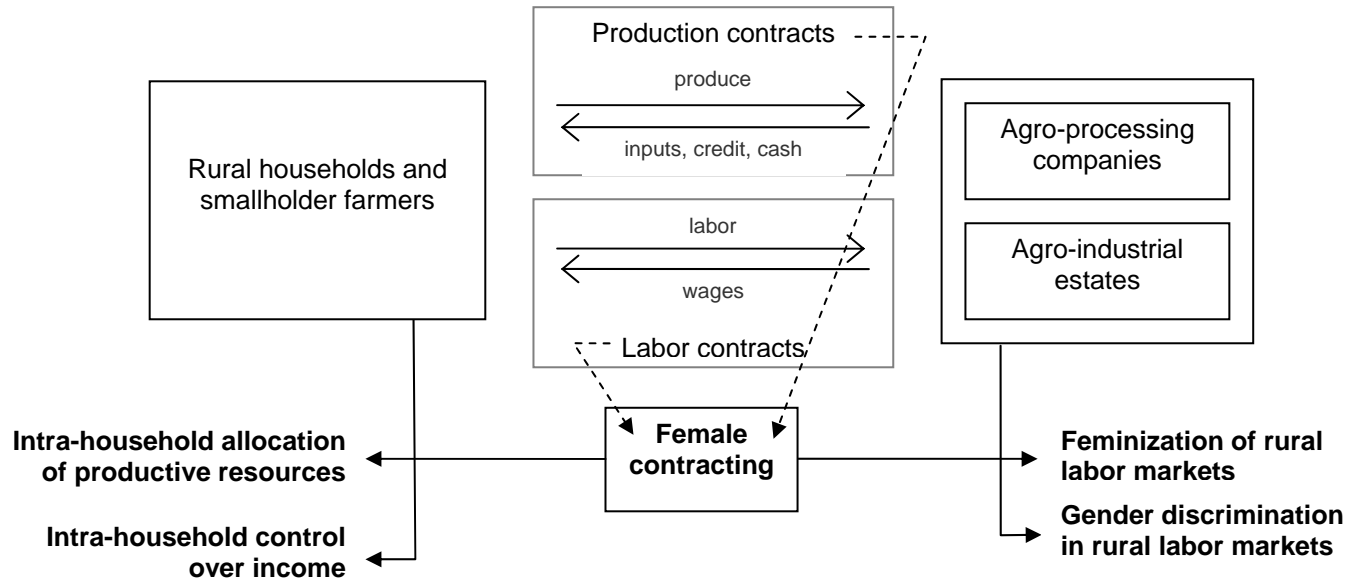 Production contracts
produce
inputs, credit, cash
Rural households and
smallholder farmers
Agro-processing
companies
Agro-industrial
estates
labor
wages
Labor contracts
Female
contracting
Intra-household allocation
of productive resources
Intra-household control
over income
Feminization of rural
labor markets
Gender discrimination
in rural labor markets